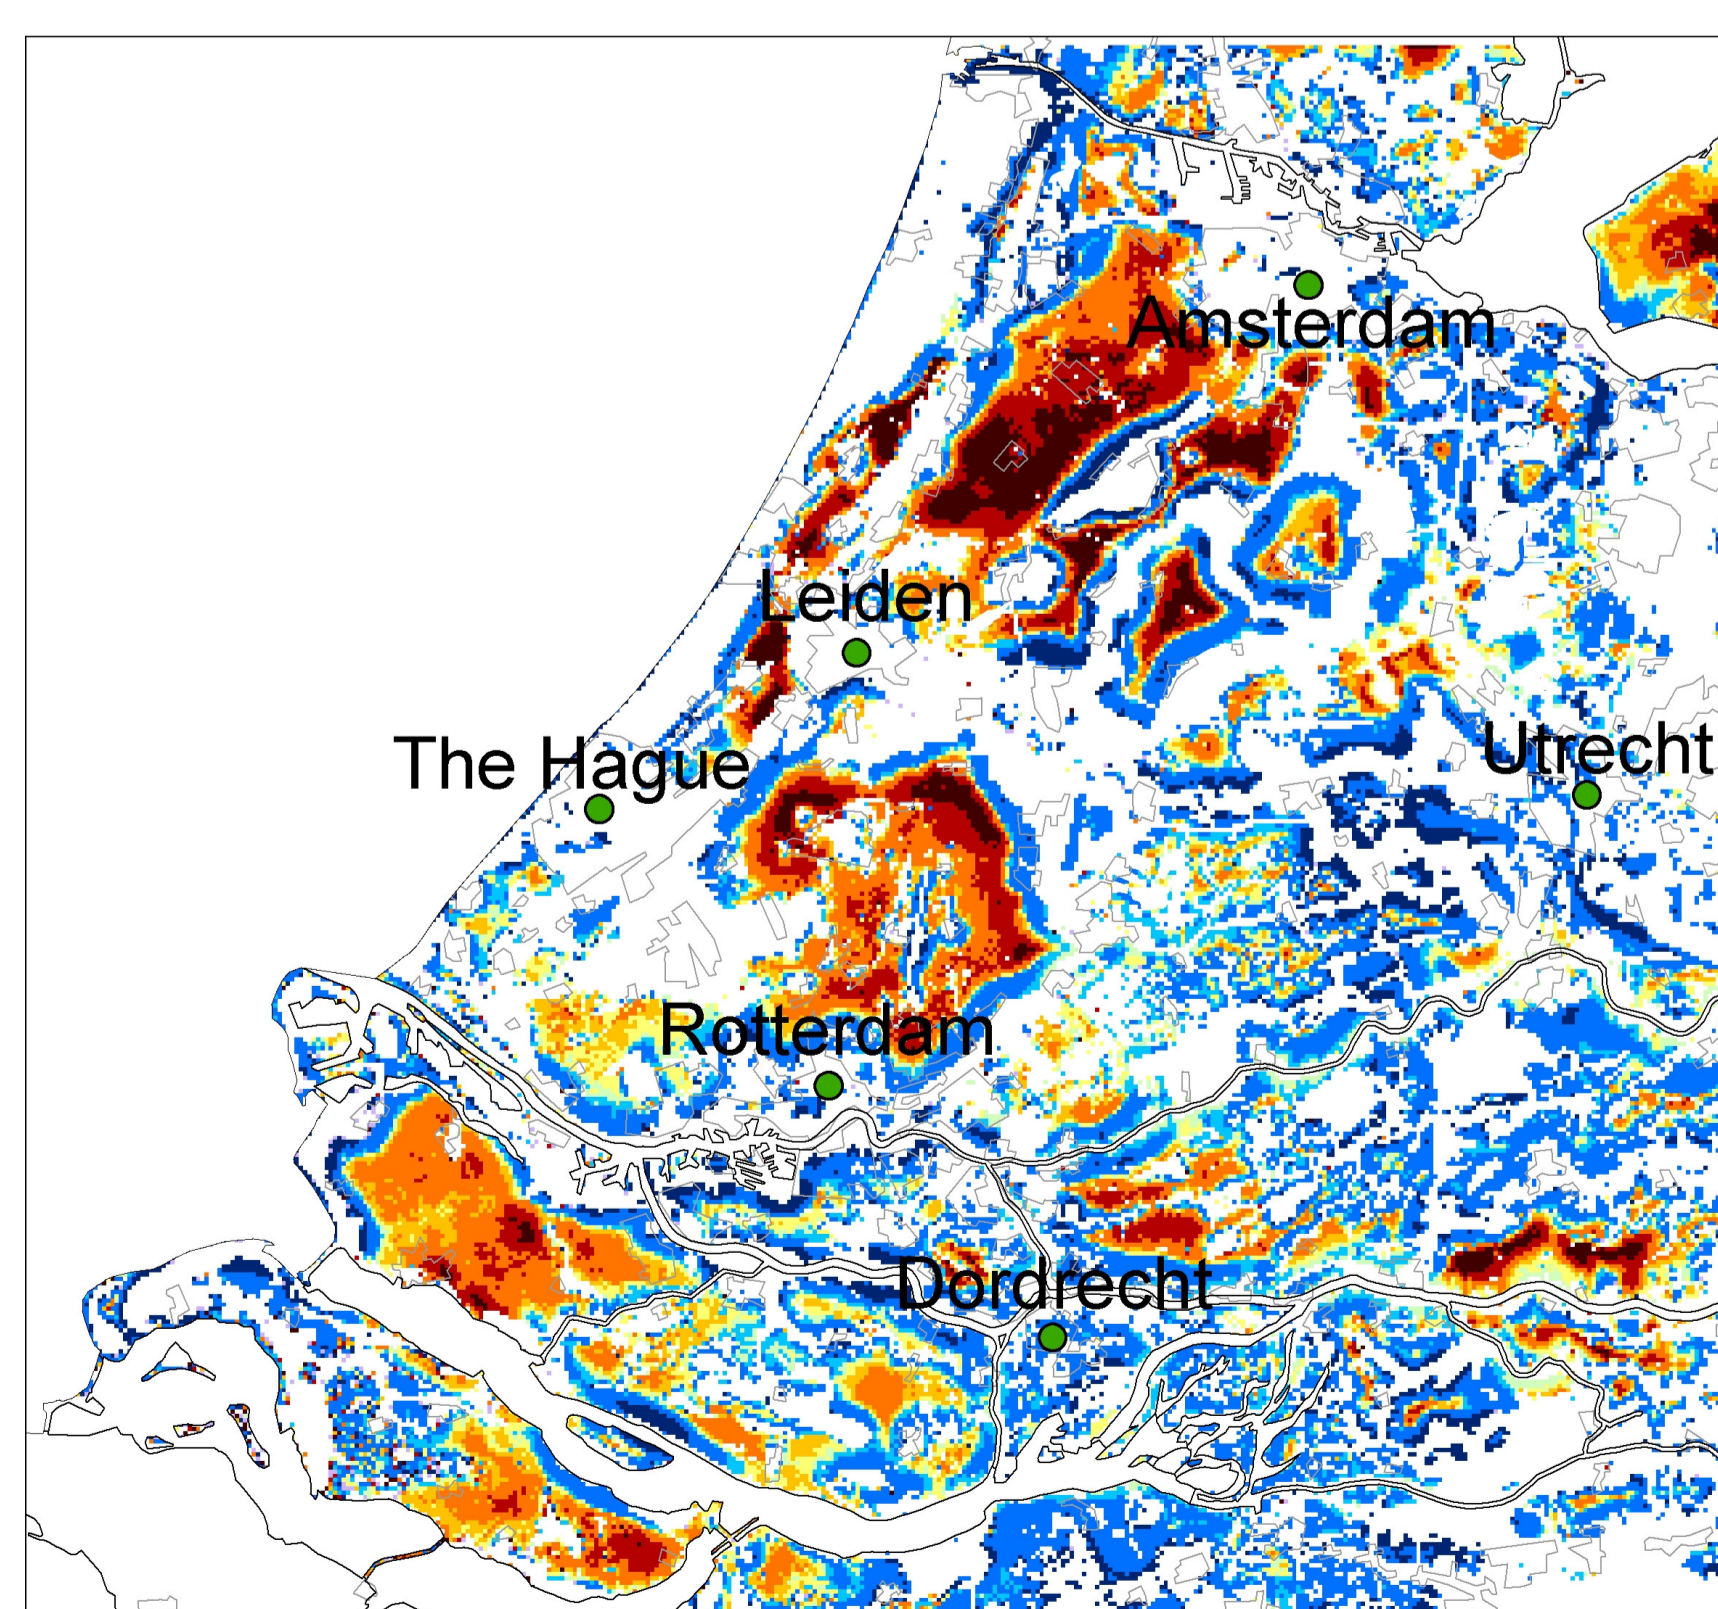 Amsterdam
Leiden
The Hague
Utrecht
Rotterdam
Dordrecht